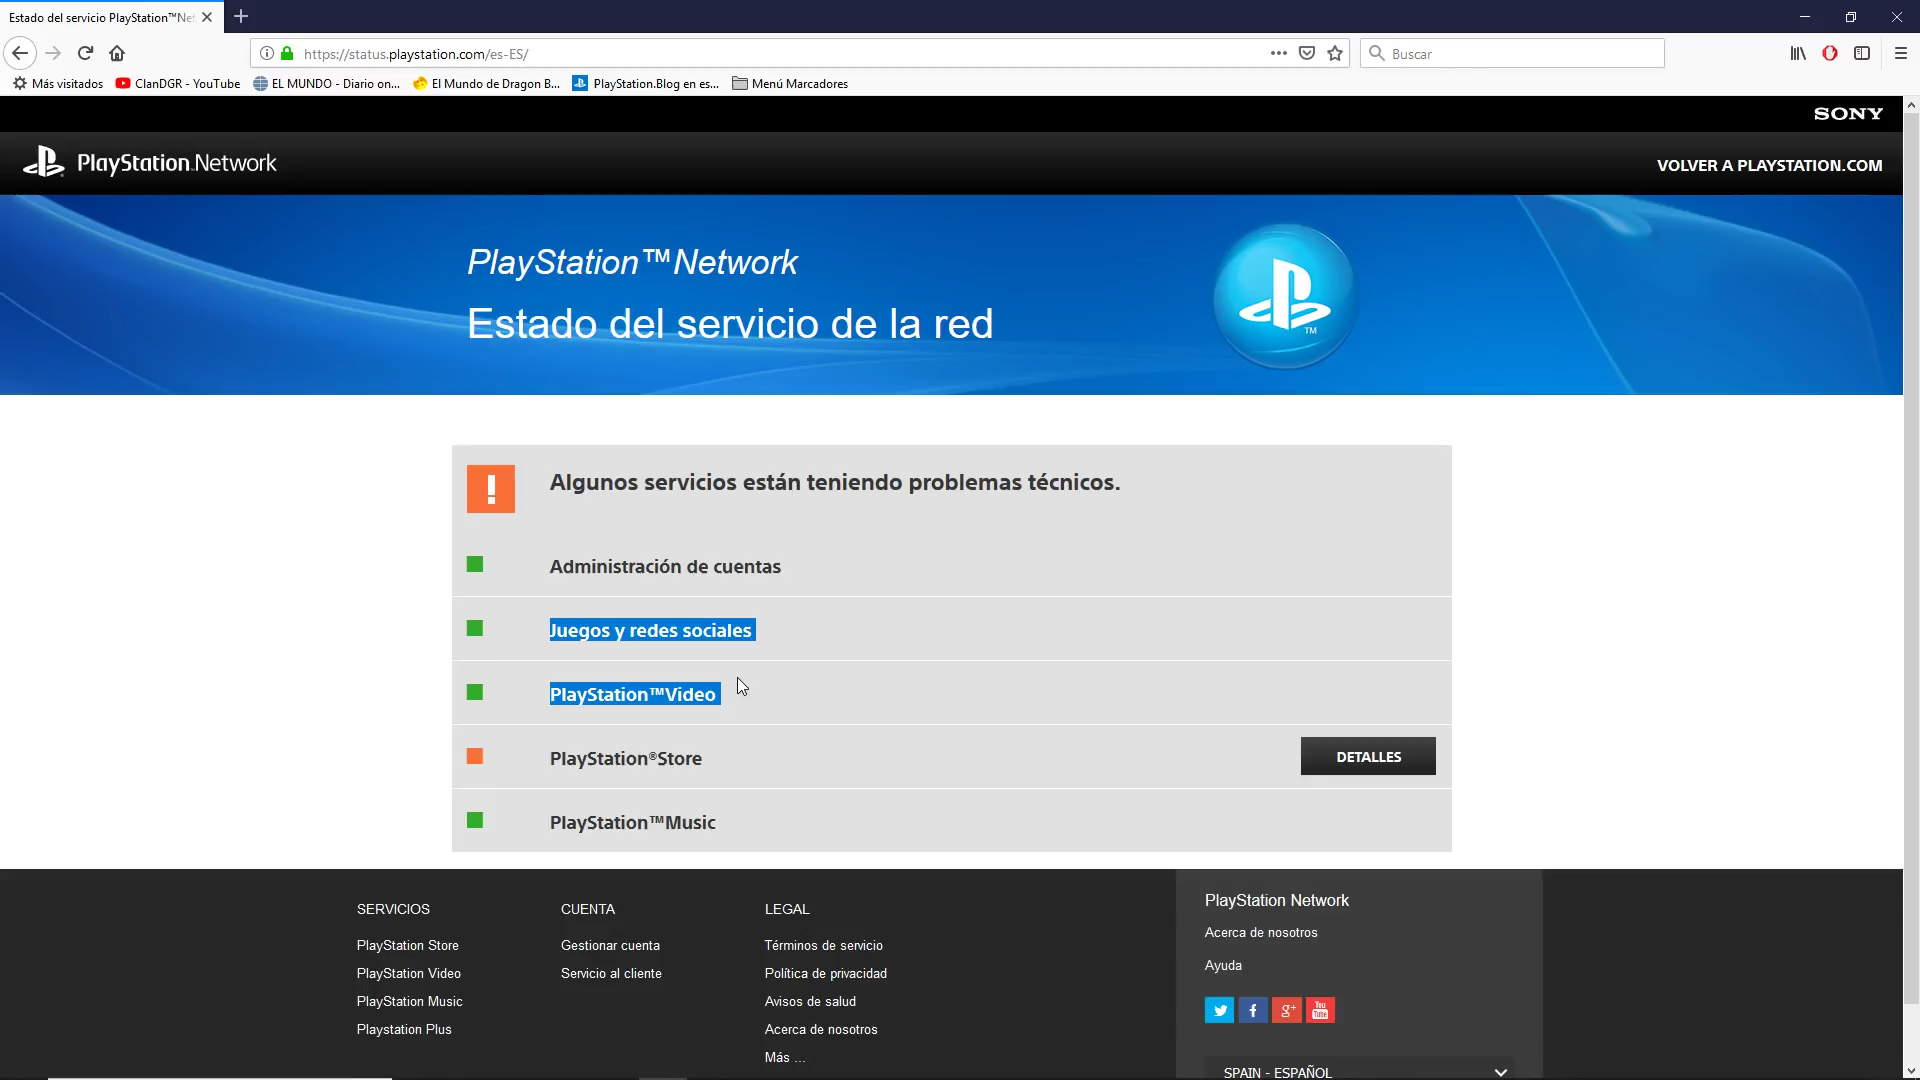 Estado del servicio PlayStation™Net
https://status.playstation.com/es-ES/
Buscar
Más visitados
ClanDGR - YouTube
EL MUNDO - Diario on...
El Mundo de Dragon B...
PlayStation.Blog en es...
Menú Marcadores
SONY
PlayStation Network
VOLVER A PLAYSTATION.COM
PlayStation™Network
Estado del servicio de la red
TM
Algunos servicios están teniendo problemas técnicos.
Administración de cuentas
Juegos y redes sociales
PlayStation™Video
PlayStation®Store
DETALLES
PlayStation™Music
SERVICIOS
PlayStation Store
PlayStation Video
PlayStation Music
Playstation Plus
CUENTA
Gestionar cuenta
Servicio al cliente
LEGAL
Términos de servicio
Política de privacidad
Avisos de salud
Acerca de nosotros
Más ...
PlayStation Network
Acerca de nosotros
Ayuda
You Tube
SPAIN - ESPAÑOL